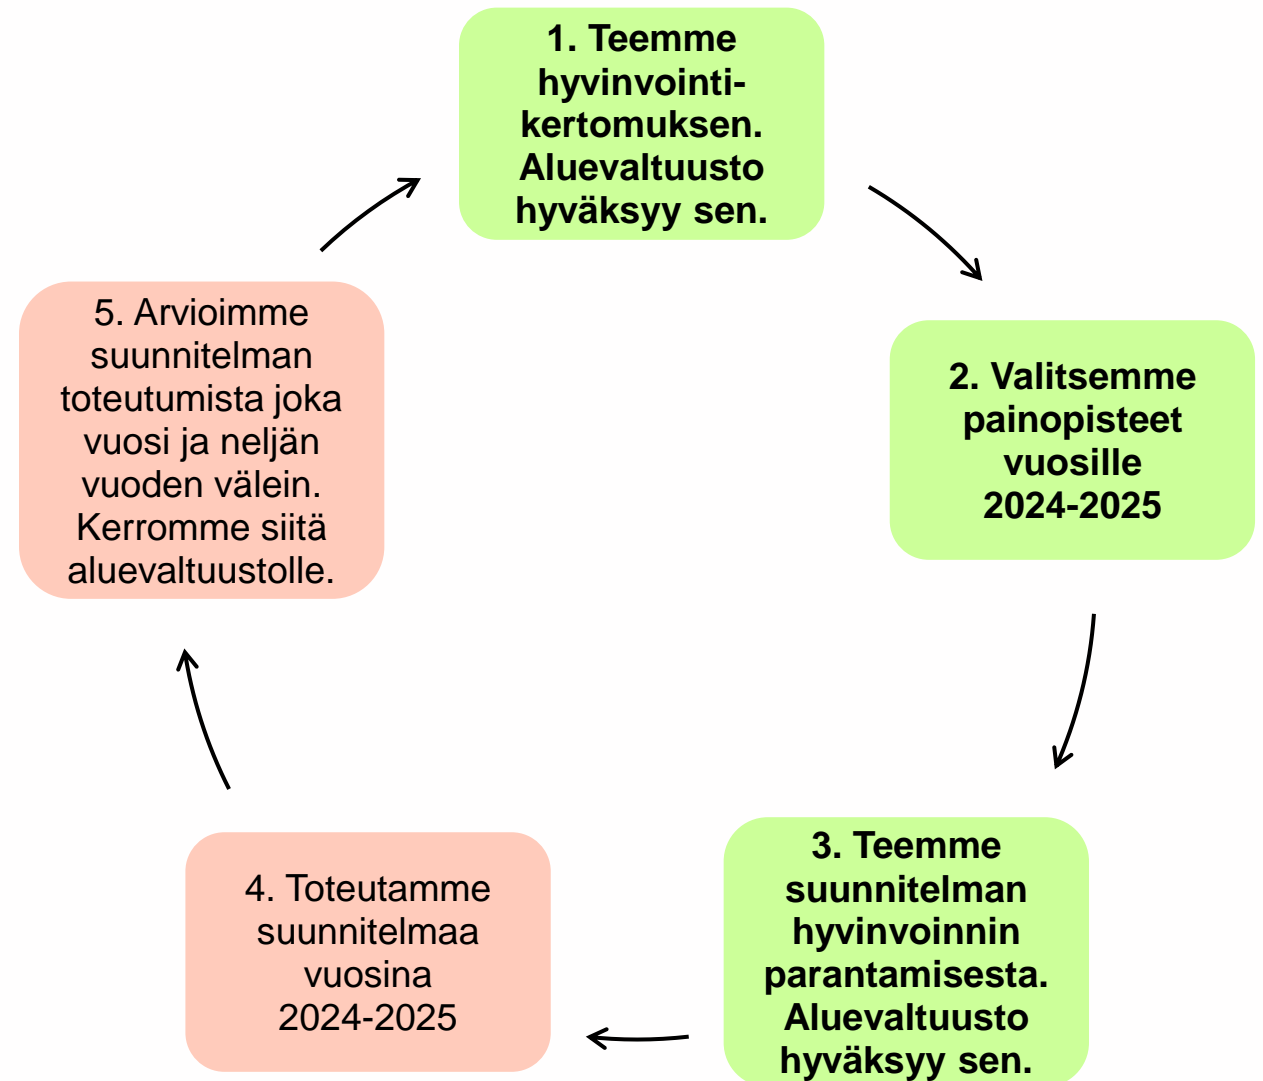 1. Teemme
hyvinvointi-
kertomuksen.
Aluevaltuusto
hyväksyy sen.
2. Valitsemme
painopisteet
vuosille
2024-2025
3. Teemme
suunnitelman
hyvinvoinnin
parantamisesta.
Aluevaltuusto
hyväksyy sen.
4. Toteutamme
suunnitelmaa
vuosina
2024-2025
5. Arvioimme
suunnitelman
toteutumista joka
vuosi ja neljän
vuoden välein.
Kerromme siitä
aluevaltuustolle.